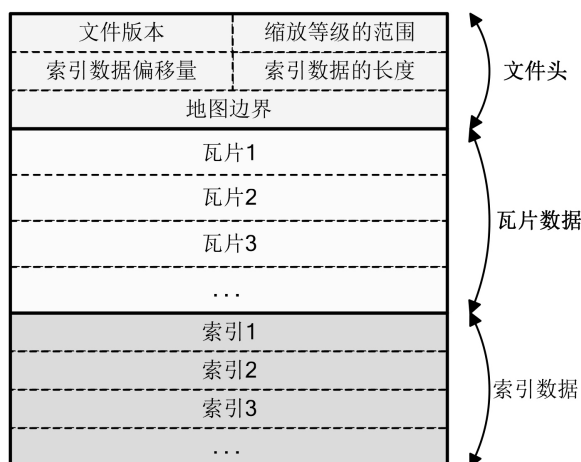 文件版本 缩放等级的范围
索引数据偏移量 索引数据的长度
文件头
地图边界
瓦片1
瓦片2
瓦片3
...
瓦片数据
索引1
索引2
索引3
...
索引数据